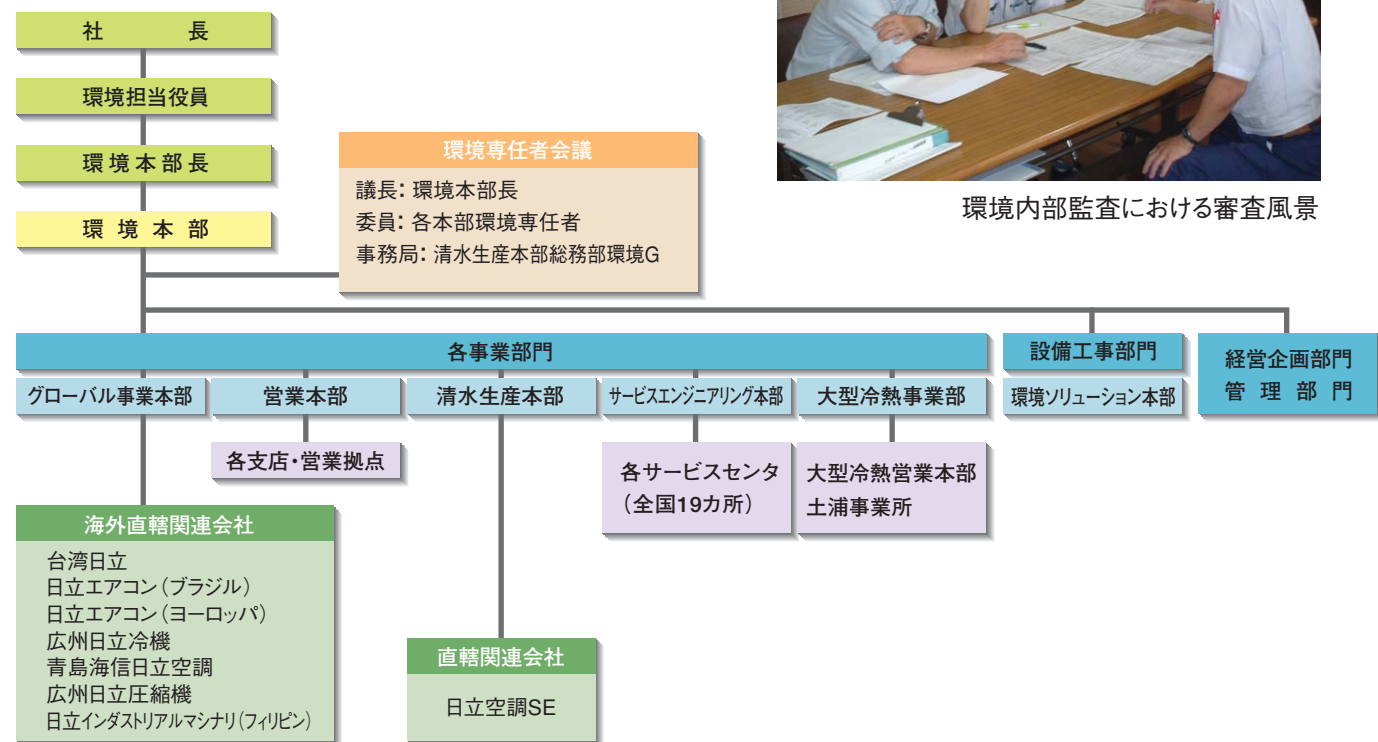 社長
環境担当役員
環境本部長
環境本部
環境専任者会議
議長：環境本部長
委員：各本部環境専任者
事務局：清水生産本部総務部環境G
環境内部監査における審査風景
各事業部門
設備工事部門
経営企画部門
管理部門
グローバル事業本部
営業本部
清水生産本部
サービスエンジニアリング本部
大型冷熱事業部
環境ソリューション本部
各支店・営業拠点
各サービスセンタ
（全国19カ所）
大型冷熱営業本部
土浦事業所
海外直轄関連会社
台湾日立
日立エアコン（ブラジル）
日立エアコン（ヨーロッパ）
広州日立冷機
青島海信日立空調
広州日立圧縮機
日立インダストリアルマシナリ（フィリピン）
直轄関連会社
日立空調SE